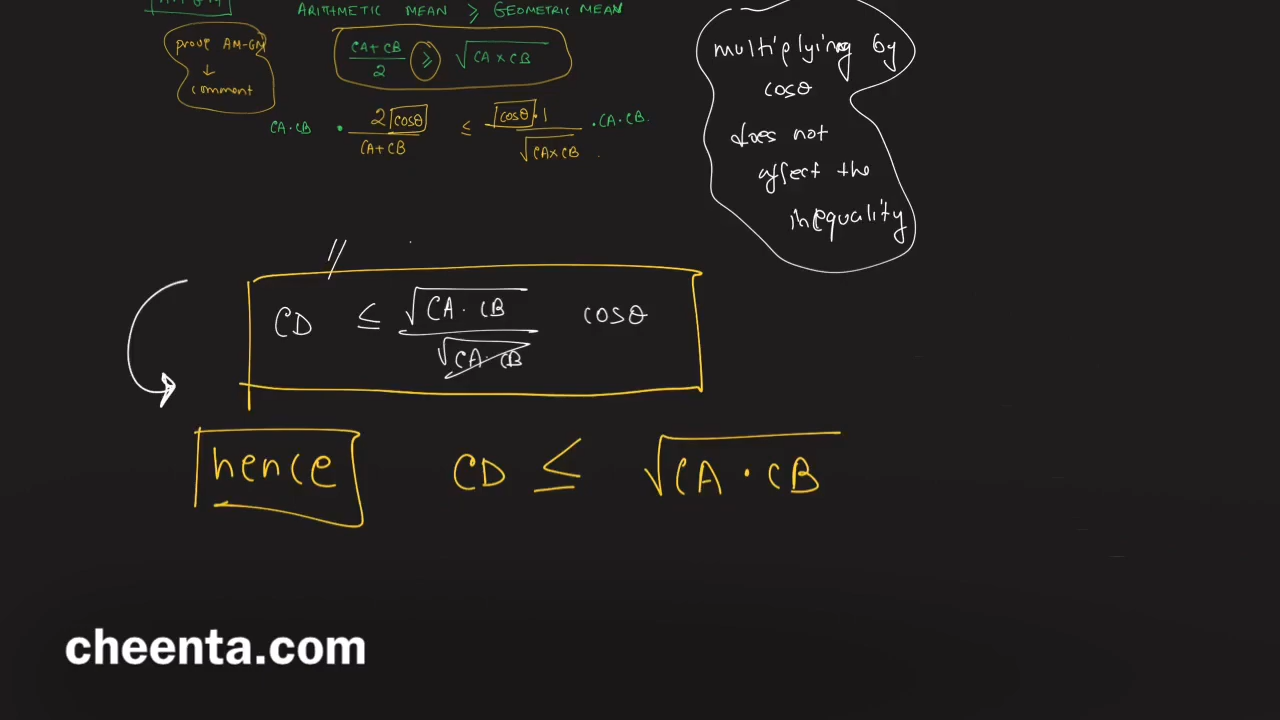 ARITHMETIC MEAN ≥ GEOMETRIC MEAN
prove AM-GM
↓
comment
(CA+CB)/2 ≥ √(CA×CB)
CA·CB · 2cosθ/(CA+CB) ≤ cosθ·1/√(CA×CB) ·CA·CB.
multiplying by
cosθ
does not
affect the
inequality
CD ≤ √(CA·CB)/√(CA·CB) cosθ
hence CD ≤ √(CA·CB)
cheenta.com